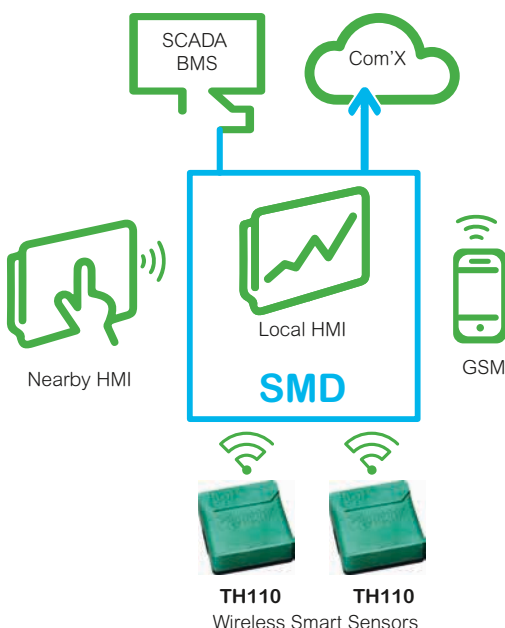 SCADA
BMS
Com'X
Local HMI
Nearby HMI
GSM
SMD
TH110
TH110
Wireless Smart Sensors